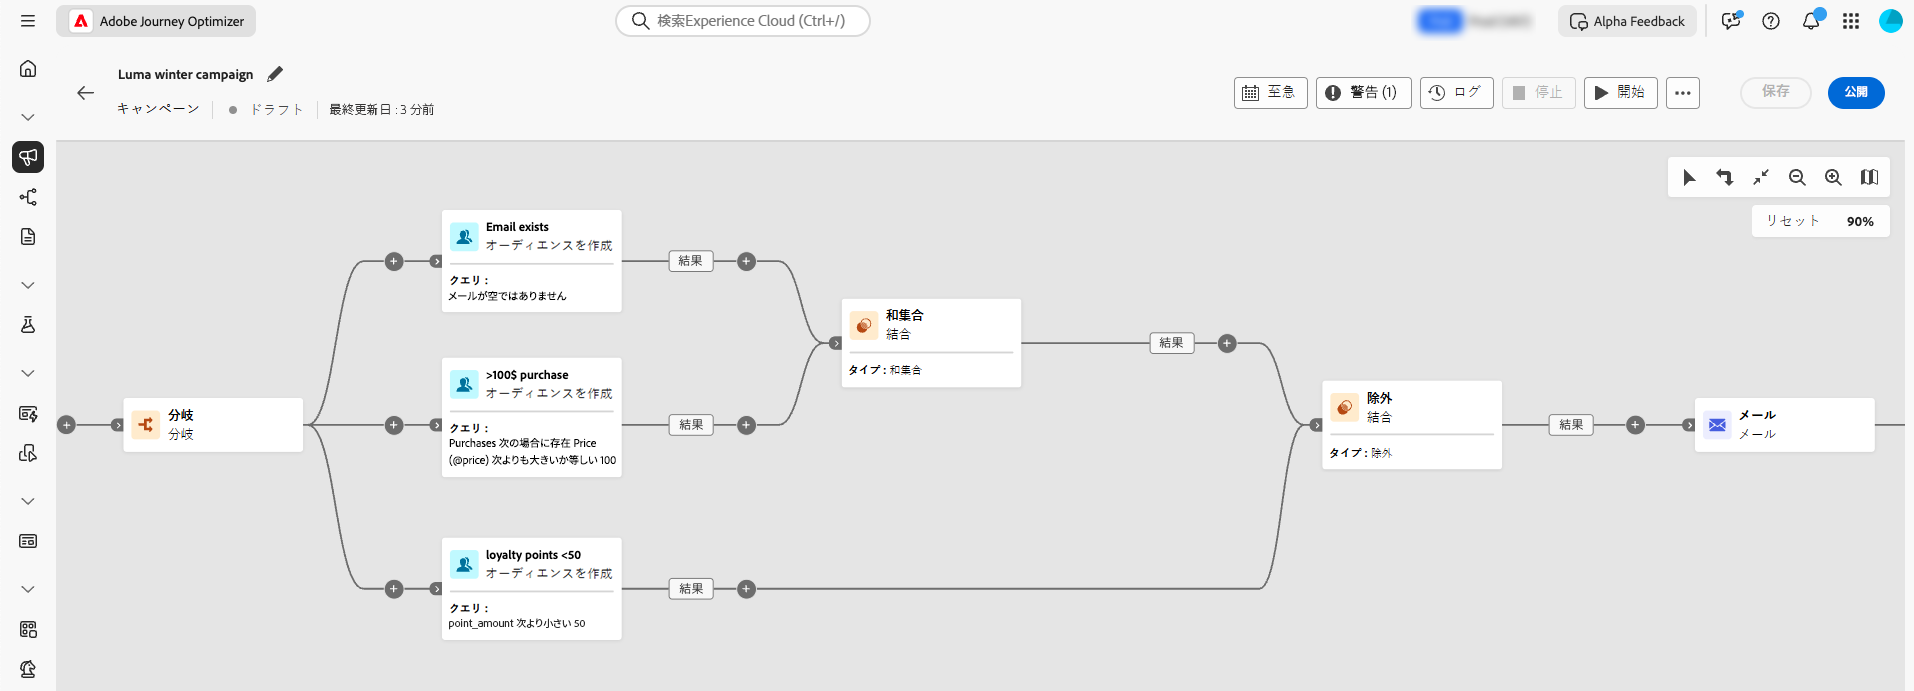 Adobe Journey Optimizer
検索Experience Cloud (Ctrl+/)
Alpha Feedback
Luma winter campaign
キャンペーン
ドラフト
最終更新日 : 3 分前
至急
警告 (1)
ログ
停止
開始
保存
公開
リセット
90%
分岐
分岐
Email exists
オーディエンスを作成
クエリ :
メールが空ではありません
結果
>100$ purchase
オーディエンスを作成
クエリ :
Purchases 次の場合に存在 Price
(@price) 次よりも大きいか等しい 100
結果
loyalty points <50
オーディエンスを作成
クエリ :
point_amount 次より小さい 50
結果
和集合
結合
タイプ : 和集合
結果
除外
結合
タイプ : 除外
結果
メール
メール